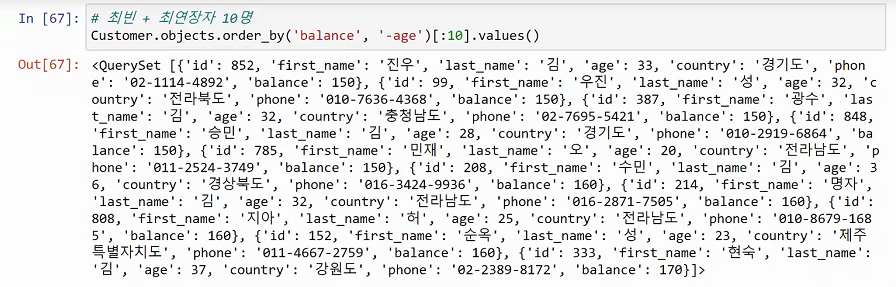 In [67]: # 최빈 + 최연장자 10명
Customer.objects.order_by('balance', '-age')[:10].values()
Out[67]: <QuerySet [{'id': 852, 'first_name': '진우', 'last_name': '김', 'age': 33, 'country': '경기도', 'phon
e': '02-1114-4892', 'balance': 150}, {'id': 99, 'first_name': '우진', 'last_name': '성', 'age': 32, 'c
ountry': '전라북도', 'phone': '010-7636-4368', 'balance': 150}, {'id': 387, 'first_name': '광수', 'las
t_name': '김', 'age': 32, 'country': '충청남도', 'phone': '02-7695-5421', 'balance': 150}, {'id': 848,
'first_name': '승민', 'last_name': '김', 'age': 28, 'country': '경기도', 'phone': '010-2919-6864', 'ba
lance': 150}, {'id': 785, 'first_name': '민재', 'last_name': '오', 'age': 20, 'country': '전라남도', 'p
hone': '011-2524-3749', 'balance': 150}, {'id': 208, 'first_name': '수민', 'last_name': '김', 'age': 3
6, 'country': '경상북도', 'phone': '016-3424-9936', 'balance': 160}, {'id': 214, 'first_name': '명자',
'last_name': '김', 'age': 32, 'country': '전라남도', 'phone': '016-2871-7505', 'balance': 160}, {'id':
808, 'first_name': '지아', 'last_name': '허', 'age': 25, 'country': '전라남도', 'phone': '010-8679-168
5', 'balance': 160}, {'id': 152, 'first_name': '순옥', 'last_name': '성', 'age': 23, 'country': '제주
특별자치도', 'phone': '011-4667-2759', 'balance': 160}, {'id': 333, 'first_name': '현숙', 'last_name':
'김', 'age': 37, 'country': '강원도', 'phone': '02-2389-8172', 'balance': 170}]>